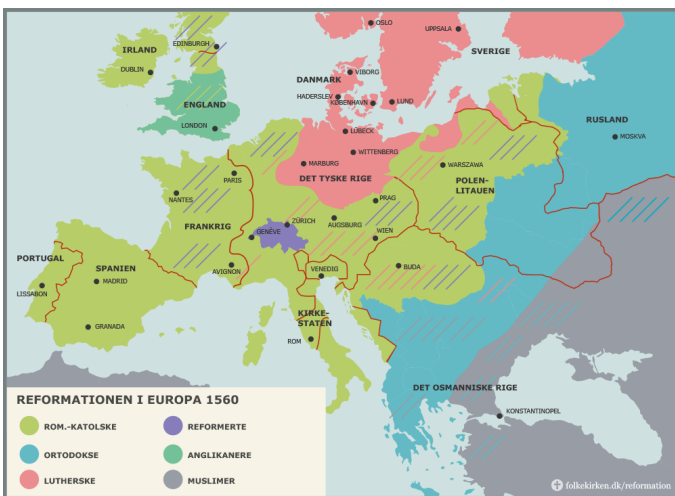 OSLO
UPPSALA
SVERIGE
EDINBURGH
IRLAND
DUBLIN
DANMARK
VIBORG
HADERSLEV
KØBENHAVN
LUND
ENGLAND
LONDON
RUSLAND
MOSKVA
LÜBECK
WITTENBERG
MARBURG
DET TYSKE RIGE
WARSZAWA
POLEN-
LITAUEN
PARIS
NANTES
FRANKRIG
PRAG
ZÜRICH
AUGSBURG
GENÉVE
WIEN
AVIGNON
VENEDIG
BUDA
PORTUGAL
LISSABON
SPANIEN
MADRID
GRANADA
KIRKE-
STATEN
ROM
DET OSMANNISKE RIGE
KONSTANTINOPEL
REFORMATIONEN I EUROPA 1560
ROM.-KATOLSKE
REFORMERTE
ORTODOKSE
ANGLIKANERE
LUTHERSKE
MUSLIMER
folkekirken.dk/reformation